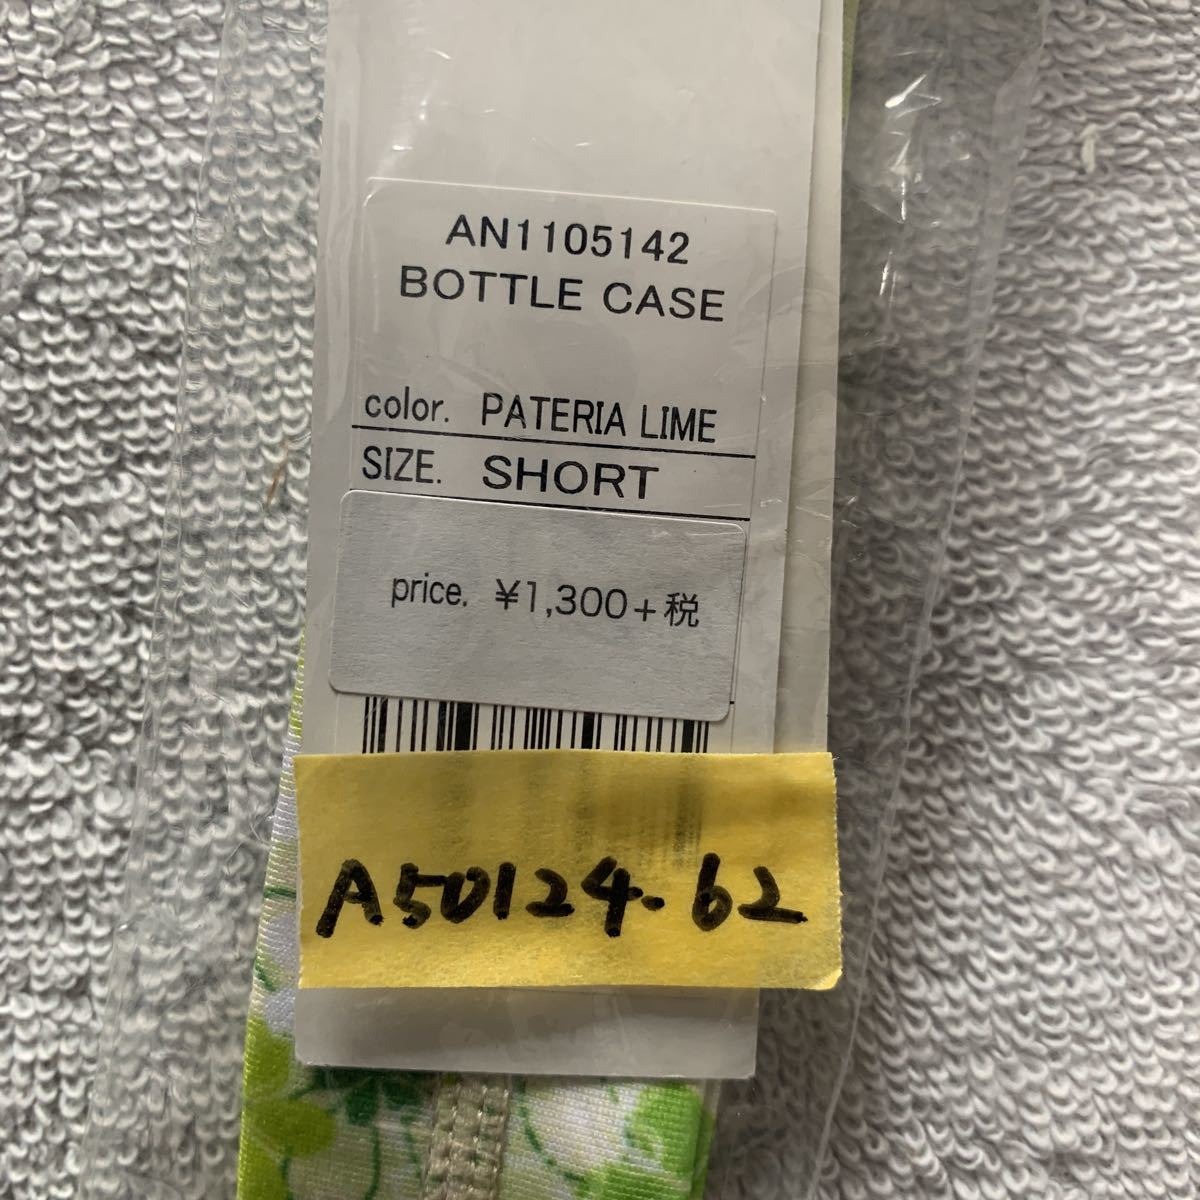 AN1105142
BOTTLE CASE
color. PATERIA LIME
SIZE. SHORT
price. ¥1,300+税
A50124-62